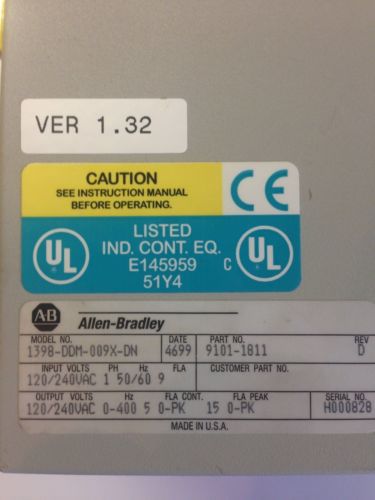 VER 1.32
CAUTION
SEE INSTRUCTION MANUAL
BEFORE OPERATING.
CE
LISTED
IND. CONT. EQ.
E145959
51Y4
UL
C UL
AB Allen-Bradley
MODEL NO. DATE PART NO. REV
1398-DDM-009X-DN 4699 9101-1811 D
INPUT VOLTS PH Hz FLA CUSTOMER PART NO.
120/240VAC 1 50/60 9
OUTPUT VOLTS Hz FLA CONT. FLA PEAK SERIAL NO.
120/240VAC 0-400 5 0-PK 15 0-PK H000828
MADE IN U.S.A.